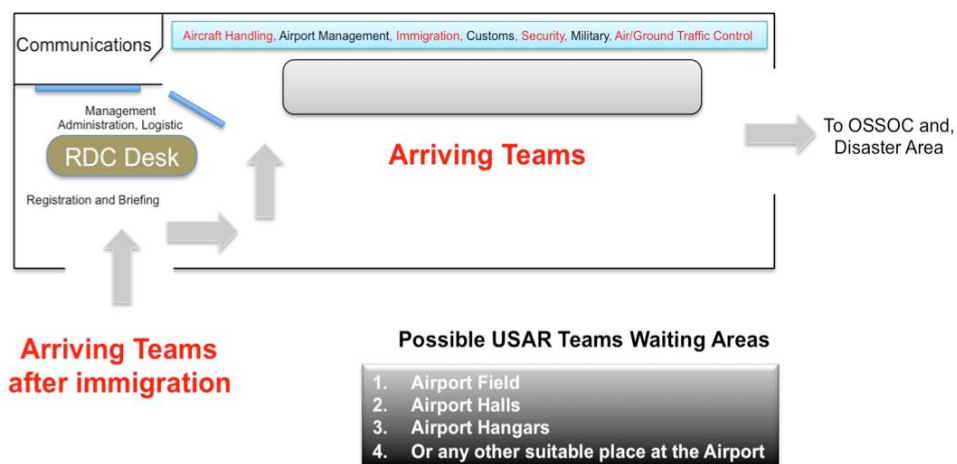 Communications
Aircraft Handling, Airport Management, Immigration, Customs, Security, Military, Air/Ground Traffic Control
Management
Administration, Logistic
RDC Desk
Registration and Briefing
Arriving Teams
To OSSOC and,
Disaster Area
Arriving Teams
after immigration
Possible USAR Teams Waiting Areas
1. Airport Field
2. Airport Halls
3. Airport Hangars
4. Or any other suitable place at the Airport